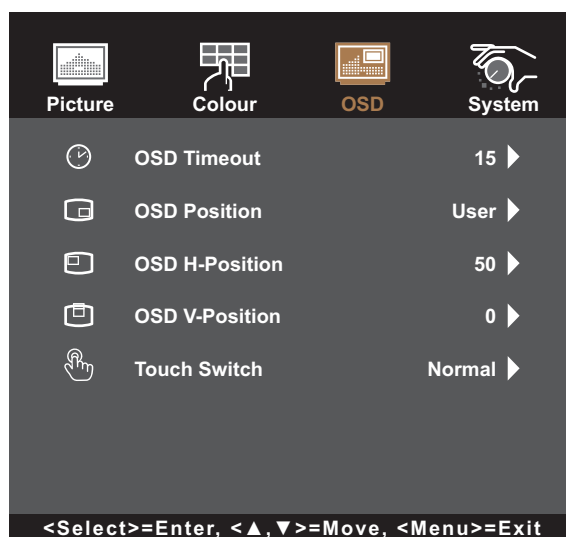 Picture Colour OSD System
OSD Timeout 15
OSD Position User
OSD H-Position 50
OSD V-Position 0
Touch Switch Normal
<Select>=Enter, <▲,▼>=Move, <Menu>=Exit